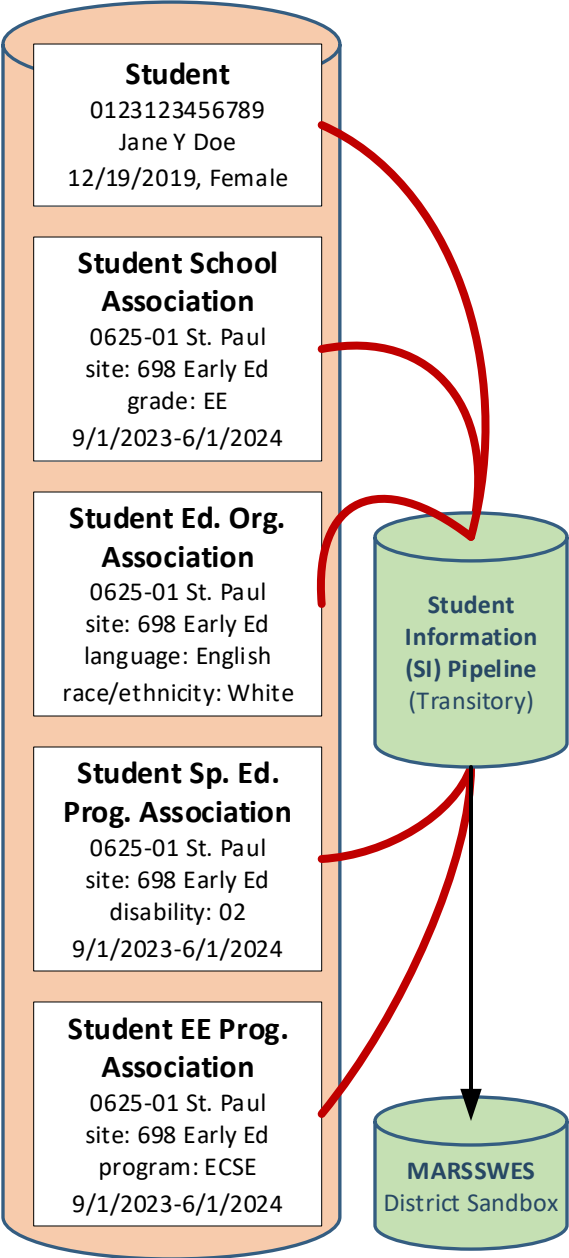 Student
0123123456789
Jane Y Doe
12/19/2019, Female
Student School
Association
0625-01 St. Paul
site: 698 Early Ed
grade: EE
9/1/2023-6/1/2024
Student Ed. Org.
Association
0625-01 St. Paul
site: 698 Early Ed
language: English
race/ethnicity: White
Student Sp. Ed.
Prog. Association
0625-01 St. Paul
site: 698 Early Ed
disability: 02
9/1/2023-6/1/2024
Student EE Prog.
Association
0625-01 St. Paul
site: 698 Early Ed
program: ECSE
9/1/2023-6/1/2024
Student
Information
(SI) Pipeline
(Transitory)
MARSSWES
District Sandbox